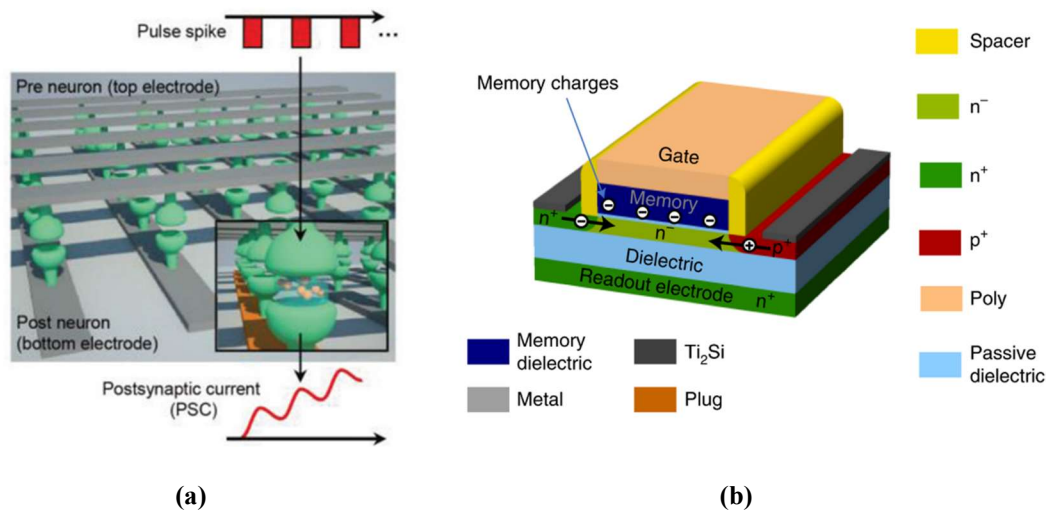 Pulse spike
...
Pre neuron (top electrode)
Post neuron
(bottom electrode)
Postsynaptic current
(PSC)
(a)
Memory charges
Gate
Memory
n⁺
n⁻
p⁺
Dielectric
Readout electrode n⁺
Memory
dielectric
Metal
Ti₂Si
Plug
Spacer
n⁻
n⁺
p⁺
Poly
Passive
dielectric
(b)